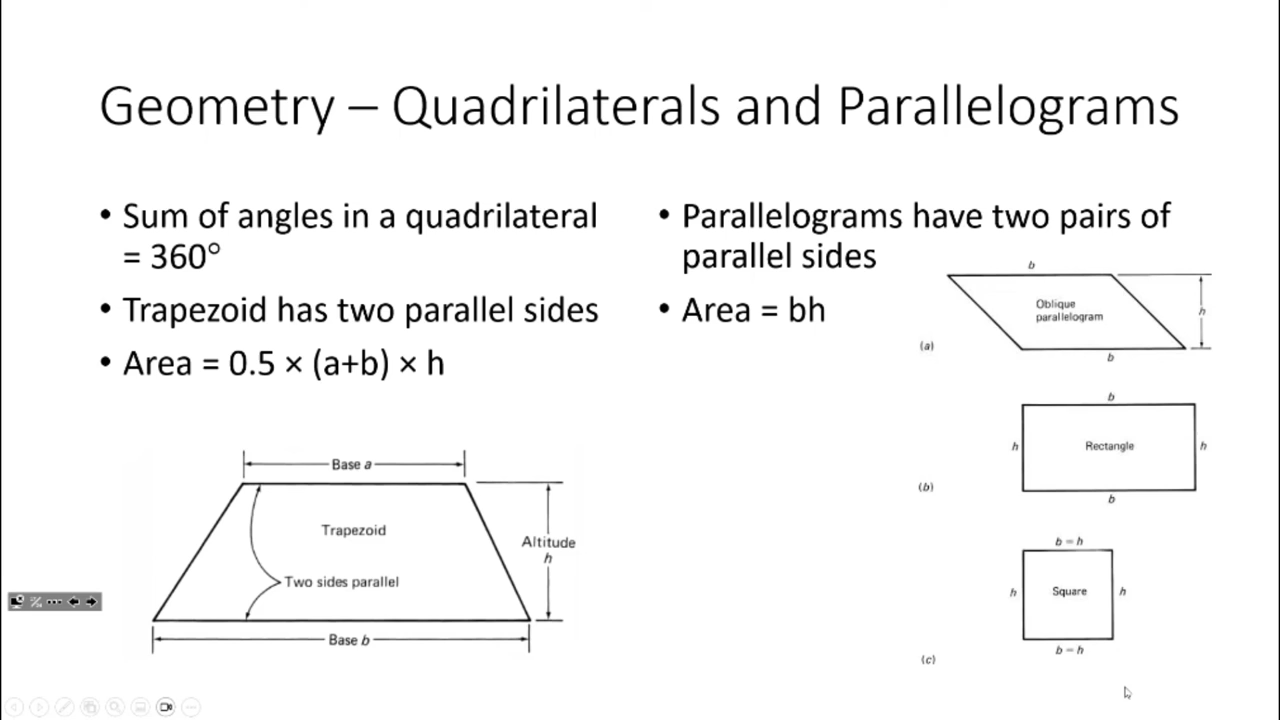 Geometry – Quadrilaterals and Parallelograms
• Sum of angles in a quadrilateral
= 360°
• Trapezoid has two parallel sides
• Area = 0.5 × (a+b) × h
Base a
Trapezoid
Altitude
h
Two sides parallel
Base b
• Parallelograms have two pairs of
parallel sides
• Area = bh
b
Oblique
parallelogram
h
(a)
b
b
h
Rectangle
h
(b)
b
b = h
h
Square
h
b = h
(c)